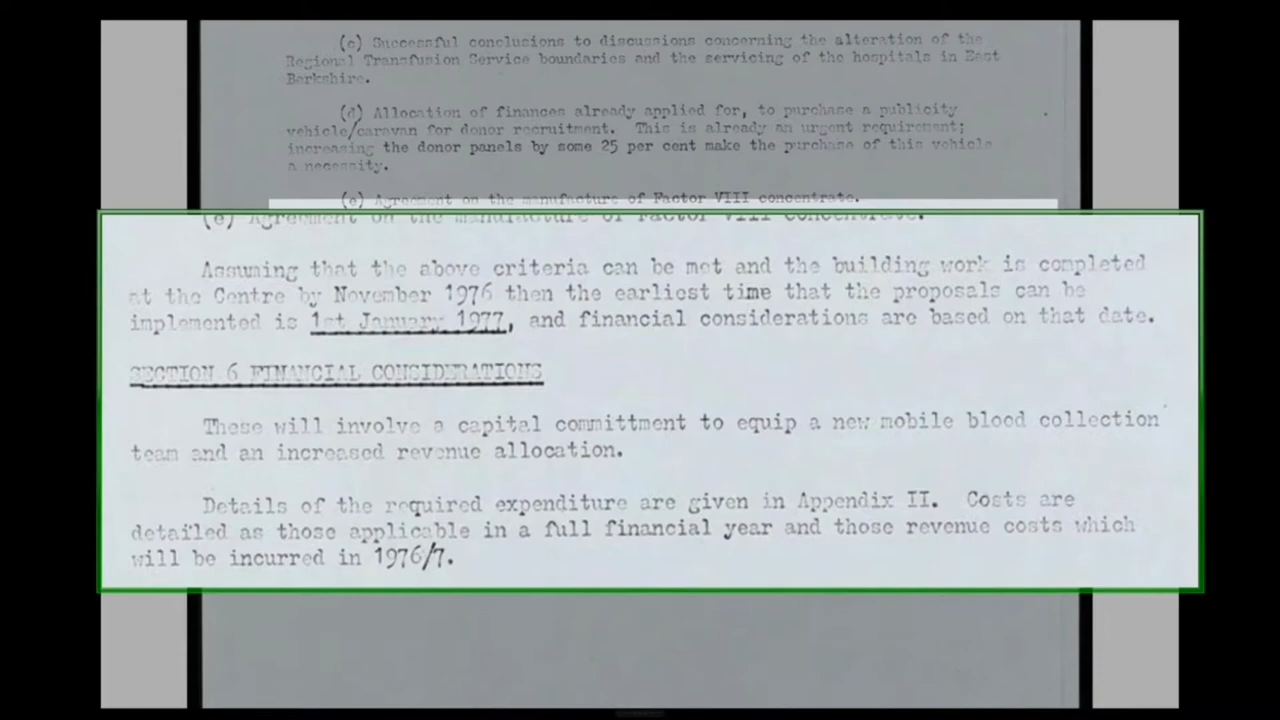 (c) Successful conclusions to discussions concerning the alteration of the
Regional Transfusion Service boundaries and the servicing of the hospitals in East
Berkshire.
(d) Allocation of finances already applied for, to purchase a publicity
vehicle/caravan for donor recruitment. This is already an urgent requirement;
increasing the donor panels by some 25 per cent make the purchase of this vehicle
a necessity.
(e) Agreement on the manufacture of Factor VIII concentrate.
(e) Agreement on the manufacture of Factor VIII concentrate.
Assuming that the above criteria can be met and the building work is completed
at the Centre by November 1976 then the earliest time that the proposals can be
implemented is 1st January 1977, and financial considerations are based on that date.
SECTION 6 FINANCIAL CONSIDERATIONS
These will involve a capital committment to equip a new mobile blood collection
team and an increased revenue allocation.
Details of the required expenditure are given in Appendix II. Costs are
detailed as those applicable in a full financial year and those revenue costs which
will be incurred in 1976/7.